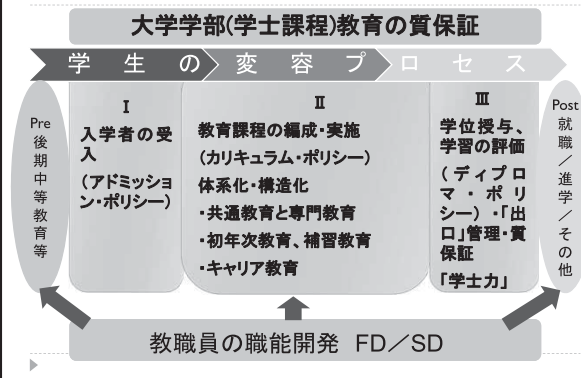 大学学部(学士課程)教育の質保証
学生の変容プロセス
Pre
後
期
中
等
教
育
等
Ⅰ
入学者の受
入
(アドミッショ
ン・ポリシー)
Ⅱ
教育課程の編成・実施
(カリキュラム・ポリシー)
体系化・構造化
・共通教育と専門教育
・初年次教育、補習教育
・キャリア教育
Ⅲ
学位授与、
学習の評価
(ディプロ
マ・ポリ
シー)・「出
口」管理・質
保証
「学士力」
Post
就
職
／
進
学
／
そ
の
他
教職員の職能開発 FD／SD